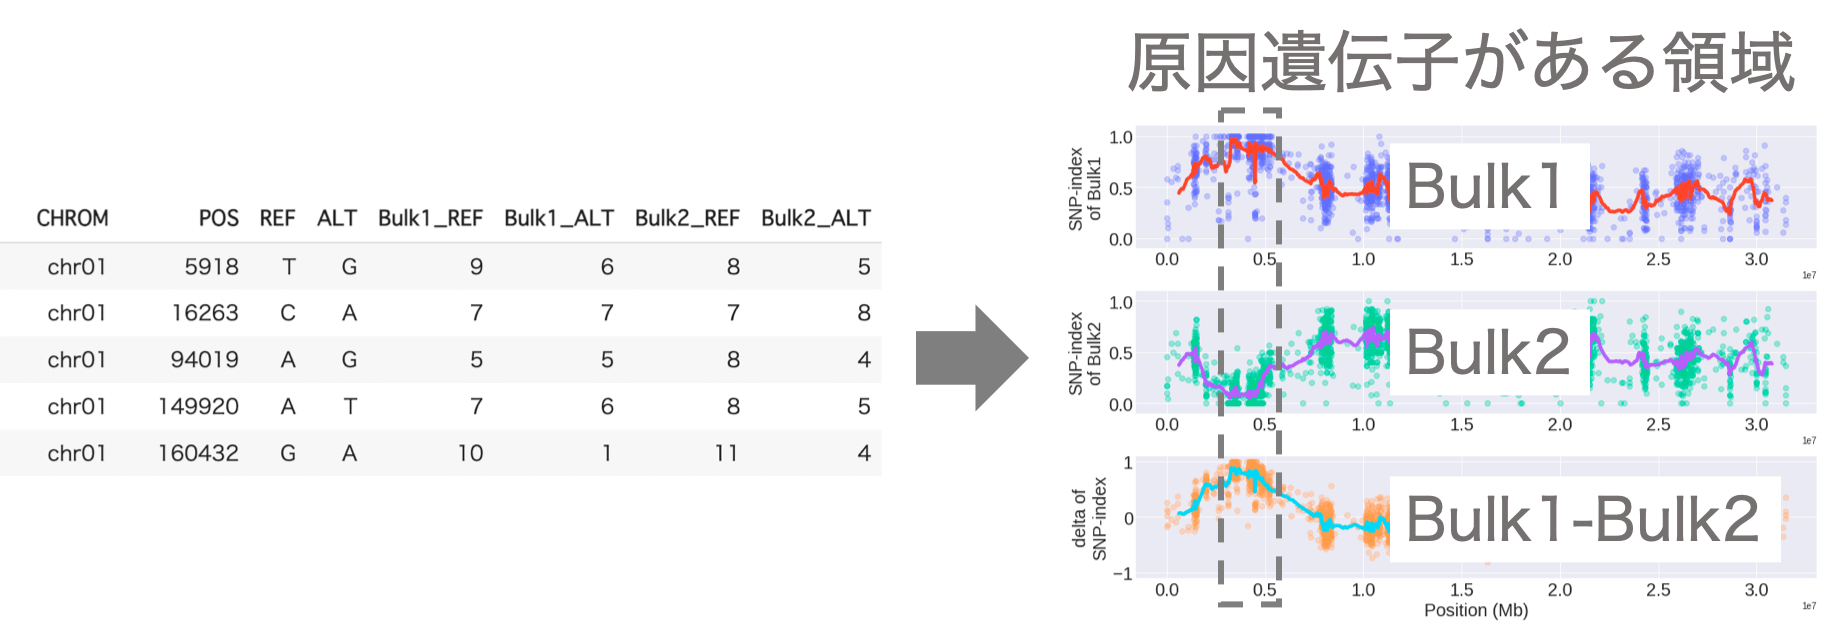 原因遺伝子がある領域
CHROM POS REF ALT Bulk1_REF Bulk1_ALT Bulk2_REF Bulk2_ALT
chr01 5918 T G 9 6 8 5
chr01 16263 C A 7 7 7 8
chr01 94019 A G 5 5 8 4
chr01 149920 A T 7 6 8 5
chr01 160432 G A 10 1 11 4
SNP-index
of Bulk1
1.0
0.5
0.0
Bulk1
0.0 0.5 1.0 1.5 2.0 2.5 3.0
1e7
SNP-index
of Bulk2
1.0
0.5
0.0
Bulk2
0.0 0.5 1.0 1.5 2.0 2.5 3.0
1e7
delta of
SNP-index
1
0
−1
Bulk1-Bulk2
0.0 0.5 1.0 1.5 2.0 2.5 3.0
1e7
Position (Mb)